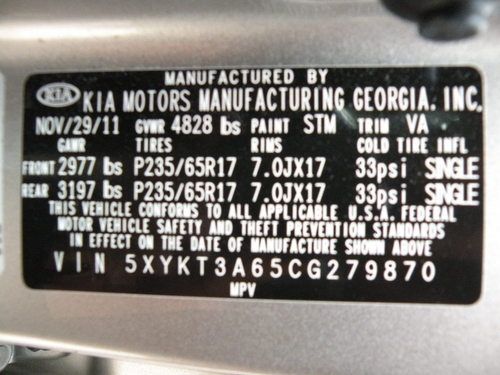 MANUFACTURED BY
KIA KIA MOTORS MANUFACTURING GEORGIA. INC.
NOV/29/11 GVWR 4828 lbs PAINT STM TRIM VA
GAWR TIRES RIMS COLD TIRE INFL
FRONT 2977 lbs P235/65R17 7.0JX17 33psi SINGLE
REAR 3197 lbs P235/65R17 7.0JX17 33psi SINGLE
THIS VEHICLE CONFORMS TO ALL APPLICABLE U.S.A. FEDERAL
MOTOR VEHICLE SAFETY AND THEFT PREVENTION STANDARDS
IN EFFECT ON THE DATE OF MANUFACTURE SHOWN ABOVE
VIN 5XYKT3A65CG279870
MPV